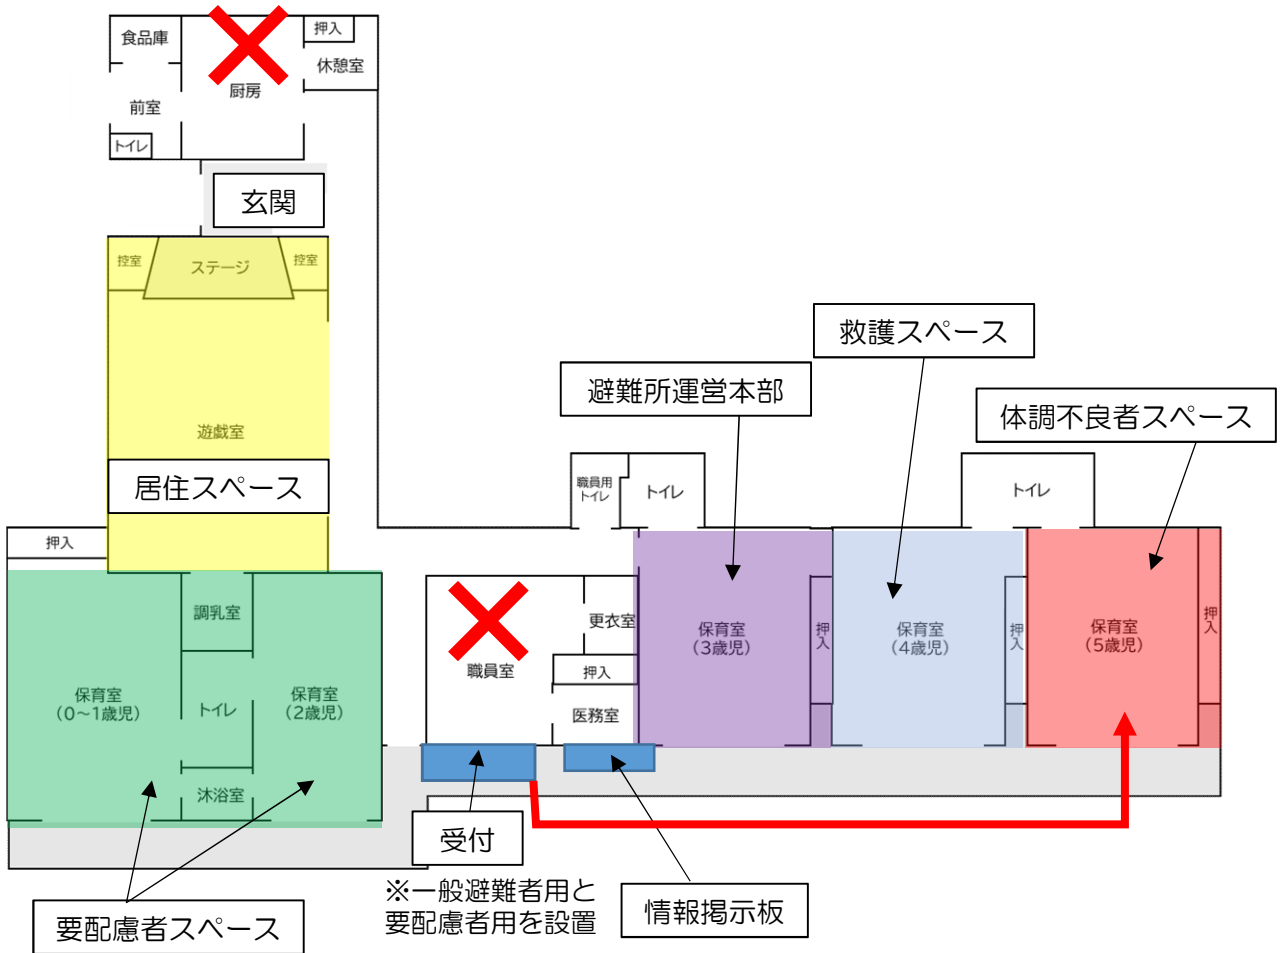 食品庫
押入
休憩室
厨房
前室
トイレ
玄関
控室
ステージ
控室
遊戯室
居住スペース
救護スペース
避難所運営本部
体調不良者スペース
職員用
トイレ
トイレ
トイレ
押入
調乳室
保育室
(0～1歳児)
トイレ
保育室
(2歳児)
沐浴室
職員室
更衣室
押入
医務室
保育室
(3歳児)
押入
保育室
(4歳児)
押入
保育室
(5歳児)
押入
受付
※一般避難者用と
要配慮者用を設置
情報掲示板
要配慮者スペース